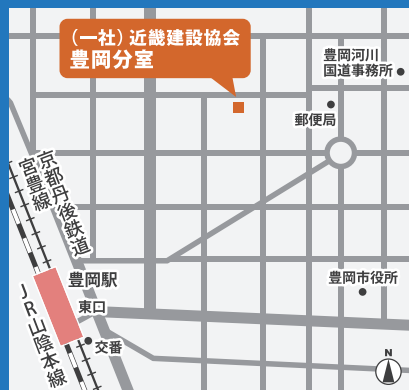 （一社）近畿建設協会
豊岡分室
豊岡河川
国道事務所
郵便局
京都丹後鉄道
宮豊線
豊岡駅
東口
豊岡市役所
JR山陰本線
交番
N